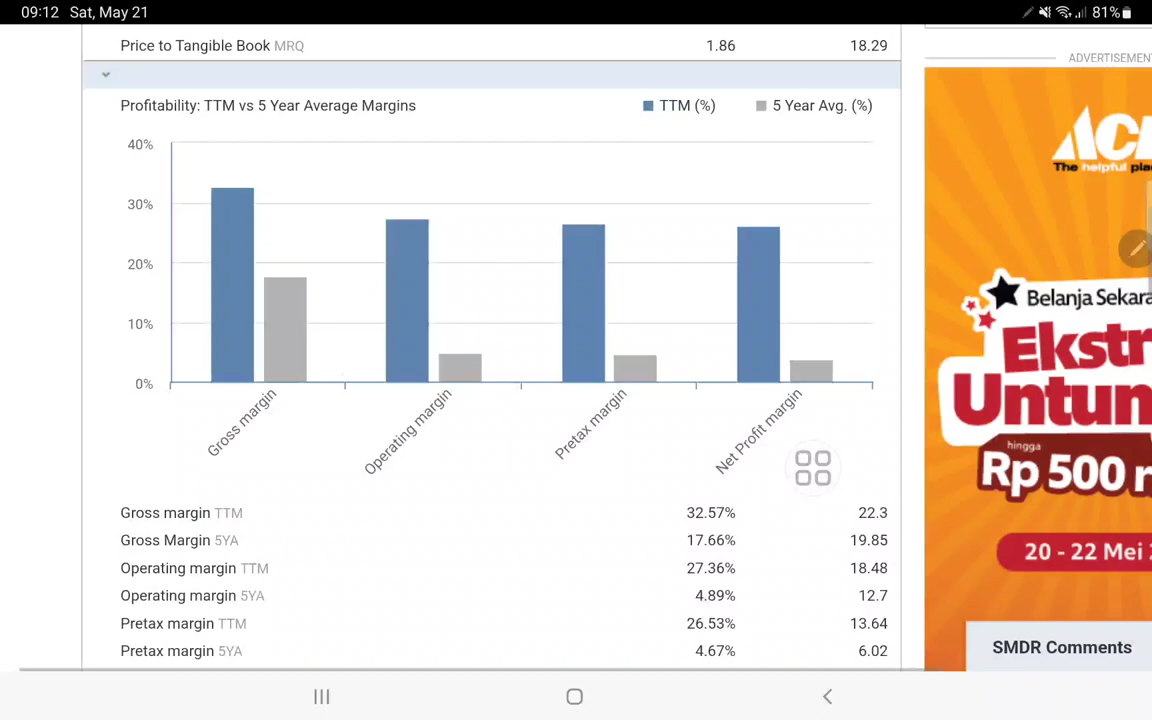 09:12 Sat, May 21 81%
Price to Tangible Book MRQ 1.86 18.29
ADVERTISEMEN
Profitability: TTM vs 5 Year Average Margins TTM (%) 5 Year Avg. (%)
40%
30%
20%
10%
0%
Gross margin
Operating margin
Pretax margin
Net Profit margin
Gross margin TTM 32.57% 22.3
Gross Margin 5YA 17.66% 19.85
Operating margin TTM 27.36% 18.48
Operating margin 5YA 4.89% 12.7
Pretax margin TTM 26.53% 13.64
Pretax margin 5YA 4.67% 6.02
AC
The helpful pla
Belanja Sekara
Ekstr
Untun
hingga
Rp 500 r
20 - 22 Mei 2
SMDR Comments